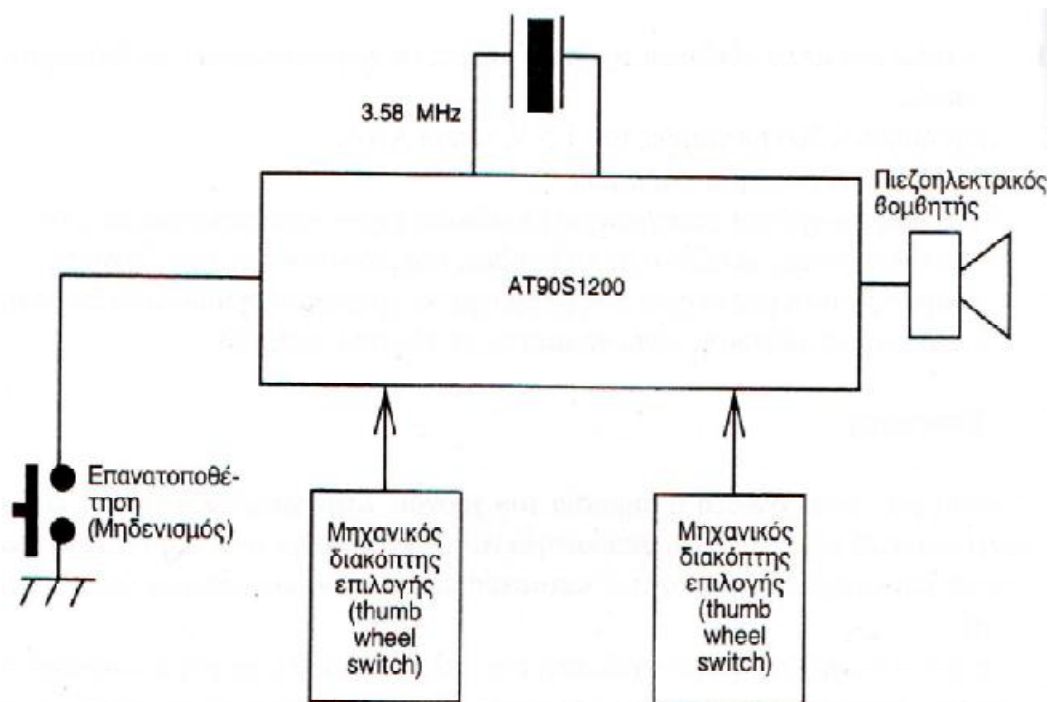 3.58 MHz
Πιεζοηλεκτρικός
βομβητής
AT90S1200
Επανατοποθέ-
τηση
(Μηδενισμός)
Μηχανικός
διακόπτης
επιλογής
(thumb
wheel
switch)
Μηχανικός
διακόπτης
επιλογής
(thumb
wheel
switch)